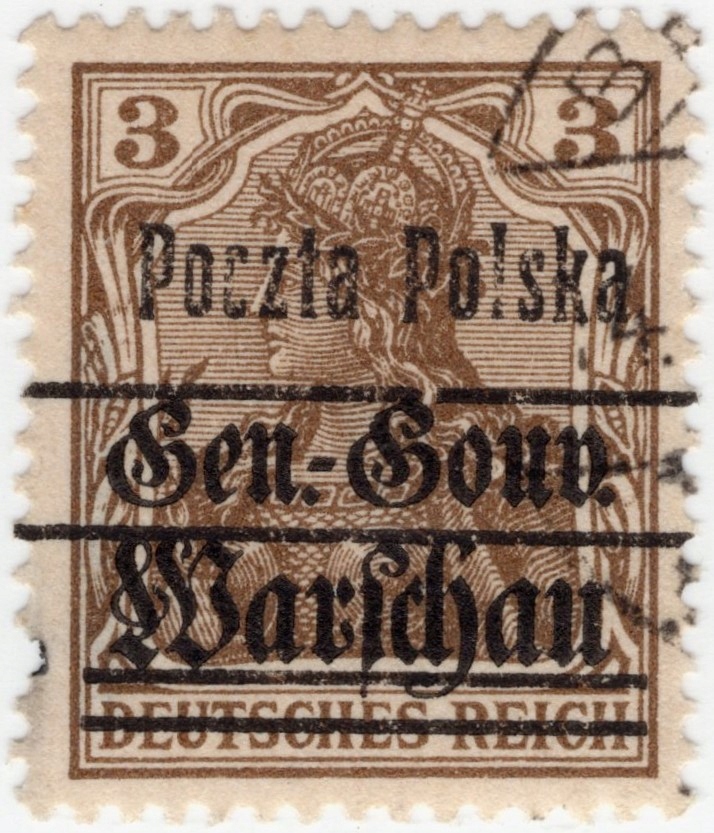 3 3
Poczta Polska
Gen.-Gouv.
Warschau
DEUTSCHES REICH